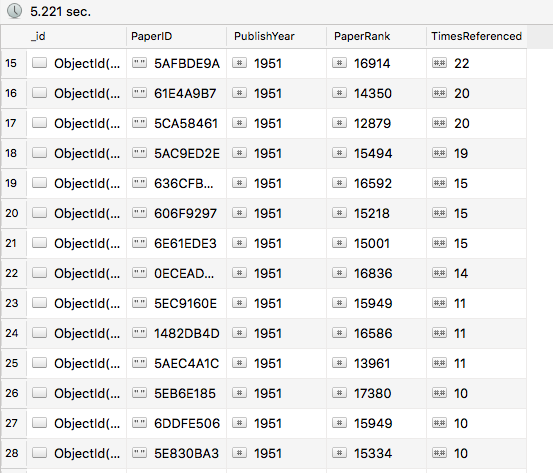 5.221 sec.
_id PaperID PublishYear PaperRank TimesReferenced
15 ObjectId(... " " 5AFBDE9A # 1951 # 16914 #.# 22
16 ObjectId(... " " 61E4A9B7 # 1951 # 14350 #.# 20
17 ObjectId(... " " 5CA58461 # 1951 # 12879 #.# 20
18 ObjectId(... " " 5AC9ED2E # 1951 # 15494 #.# 19
19 ObjectId(... " " 636CFB... # 1951 # 16592 #.# 15
20 ObjectId(... " " 606F9297 # 1951 # 15218 #.# 15
21 ObjectId(... " " 6E61EDE3 # 1951 # 15001 #.# 15
22 ObjectId(... " " 0ECEAD... # 1951 # 16836 #.# 14
23 ObjectId(... " " 5EC9160E # 1951 # 15949 #.# 11
24 ObjectId(... " " 1482DB4D # 1951 # 16586 #.# 11
25 ObjectId(... " " 5AEC4A1C # 1951 # 13961 #.# 11
26 ObjectId(... " " 5EB6E185 # 1951 # 17380 #.# 10
27 ObjectId(... " " 6DDFE506 # 1951 # 15949 #.# 10
28 ObjectId(... " " 5E830BA3 # 1951 # 15334 #.# 10